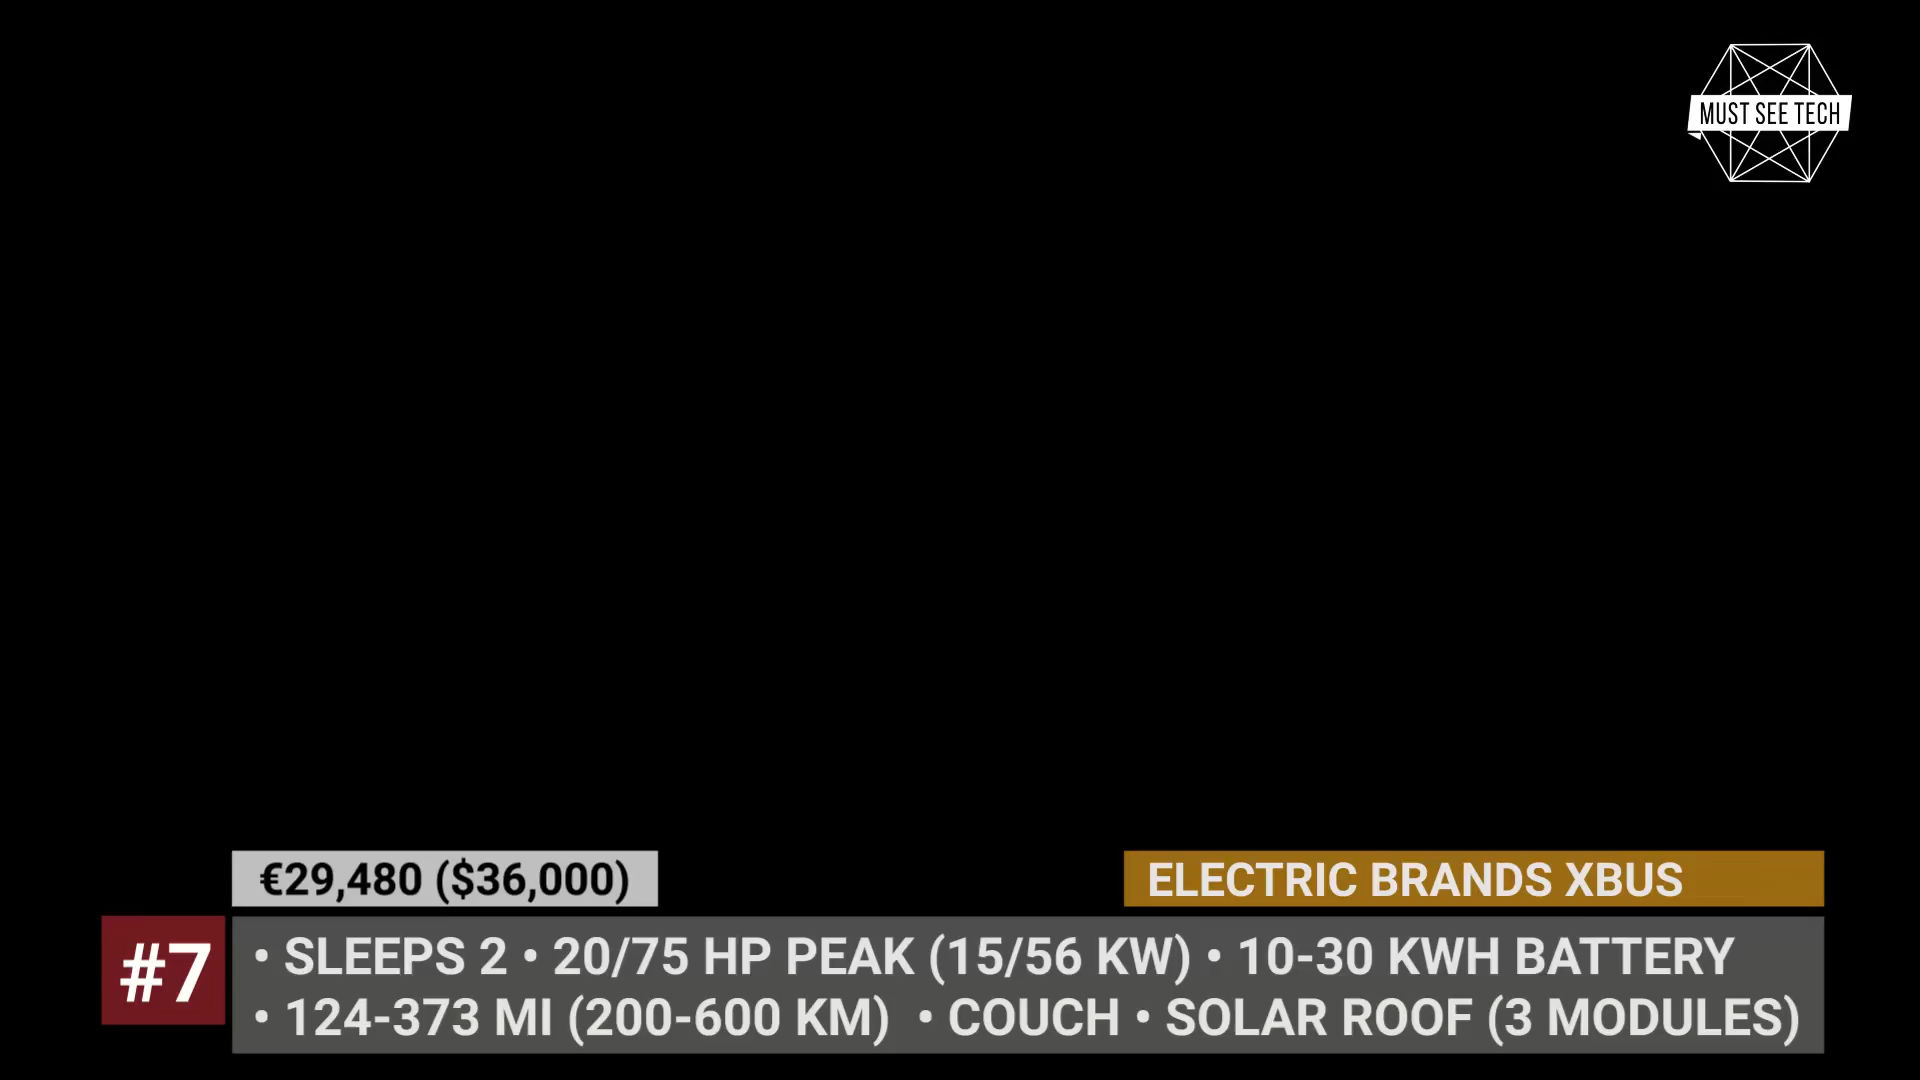 MUST SEE TECH
€29,480 ($36,000)
ELECTRIC BRANDS XBUS
#7
• SLEEPS 2 • 20/75 HP PEAK (15/56 KW) • 10-30 KWH BATTERY
• 124-373 MI (200-600 KM) • COUCH • SOLAR ROOF (3 MODULES)